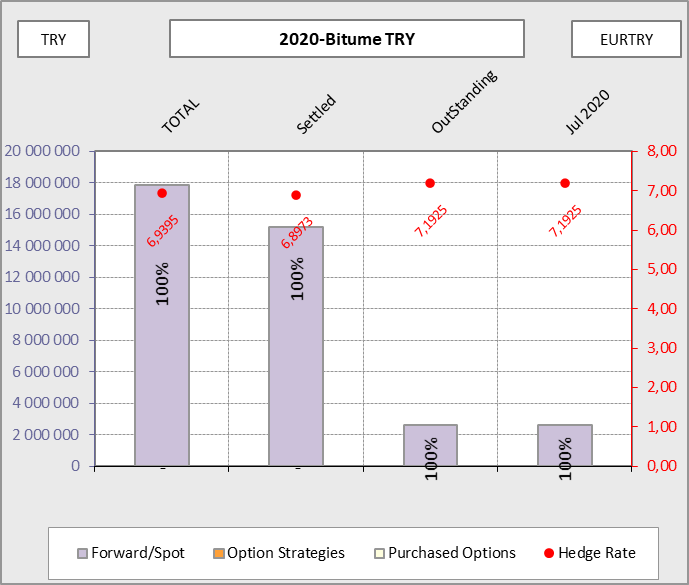 TRY
2020-Bitume TRY
EURTRY
TOTAL
Settled
OutStanding
Jul 2020
20 000 000
18 000 000
16 000 000
14 000 000
12 000 000
10 000 000
8 000 000
6 000 000
4 000 000
2 000 000
0
8,00
7,00
6,00
5,00
4,00
3,00
2,00
1,00
0,00
6,9395
6,8973
7,1925
7,1925
100%
100%
100%
100%
-
-
Forward/Spot
Option Strategies
Purchased Options
Hedge Rate